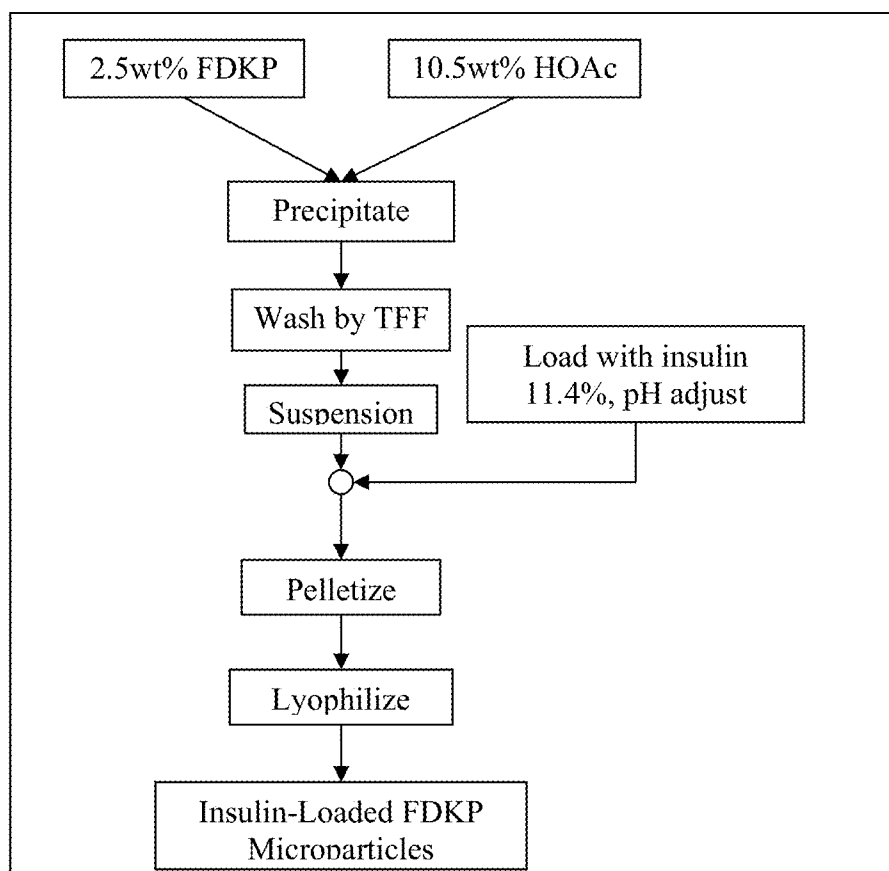 2.5wt% FDKP
10.5wt% HOAc
Precipitate
Wash by TFF
Load with insulin
11.4%, pH adjust
Suspension
Pelletize
Lyophilize
Insulin-Loaded FDKP
Microparticles